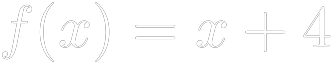 f(x) = x + 4